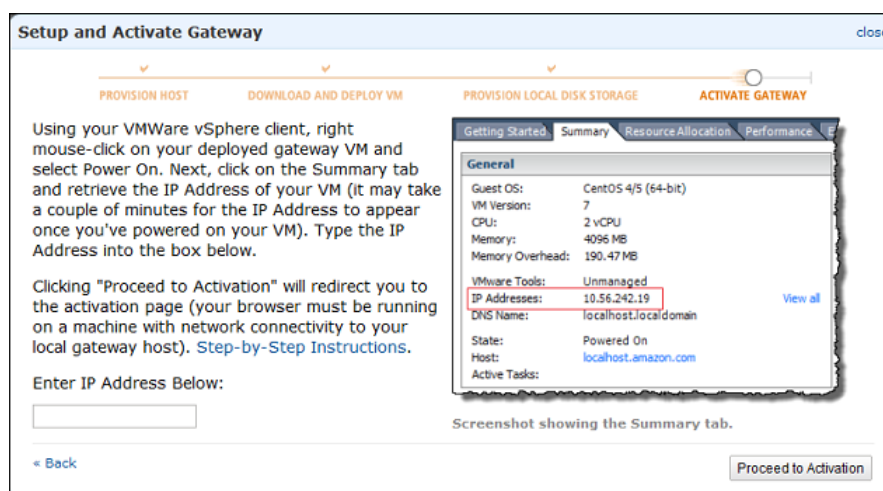 Setup and Activate Gateway
close
PROVISION HOST
DOWNLOAD AND DEPLOY VM
PROVISION LOCAL DISK STORAGE
ACTIVATE GATEWAY
Using your VMWare vSphere client, right
mouse-click on your deployed gateway VM and
select Power On. Next, click on the Summary tab
and retrieve the IP Address of your VM (it may take
a couple of minutes for the IP Address to appear
once you've powered on your VM). Type the IP
Address into the box below.
Clicking "Proceed to Activation" will redirect you to
the activation page (your browser must be running
on a machine with network connectivity to your
local gateway host). Step-by-Step Instructions.
Enter IP Address Below:
Getting Started Summary Resource Allocation Performance E
General
Guest OS: CentOS 4/5 (64-bit)
VM Version: 7
CPU: 2 vCPU
Memory: 4096 MB
Memory Overhead: 190.47 MB
VMware Tools: Unmanaged
IP Addresses: 10.56.242.19 View all
DNS Name: localhost.localdomain
State: Powered On
Host: localhost.amazon.com
Active Tasks:
Screenshot showing the Summary tab.
« Back
Proceed to Activation